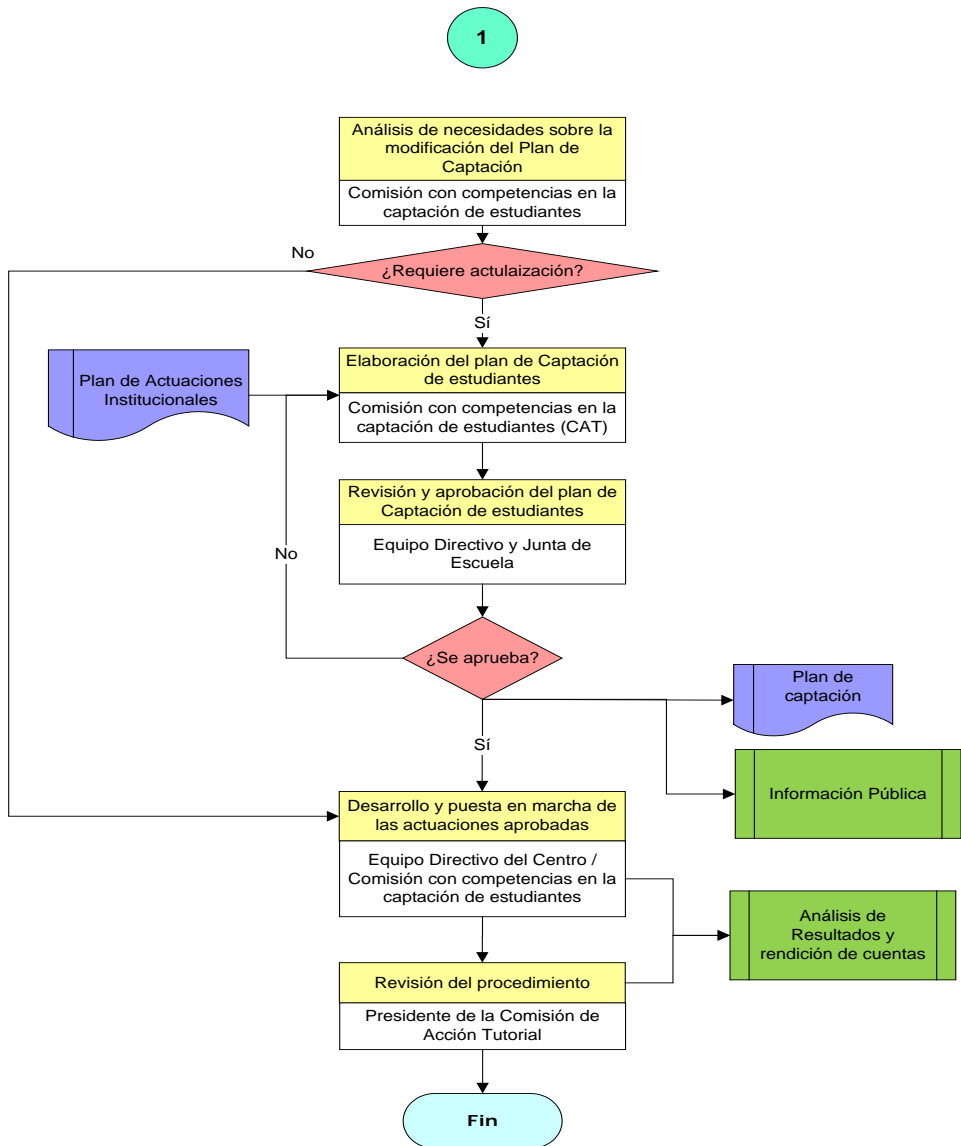 1
Análisis de necesidades sobre la
modificación del Plan de
Captación
Comisión con competencias en la
captación de estudiantes
No
¿Requiere actulaización?
Sí
Plan de Actuaciones
Institucionales
Elaboración del plan de Captación
de estudiantes
Comisión con competencias en la
captación de estudiantes (CAT)
Revisión y aprobación del plan de
Captación de estudiantes
Equipo Directivo y Junta de
Escuela
No
¿Se aprueba?
Plan de
captación
Sí
Información Pública
Desarrollo y puesta en marcha de
las actuaciones aprobadas
Equipo Directivo del Centro /
Comisión con competencias en la
captación de estudiantes
Análisis de
Resultados y
rendición de cuentas
Revisión del procedimiento
Presidente de la Comisión de
Acción Tutorial
Fin